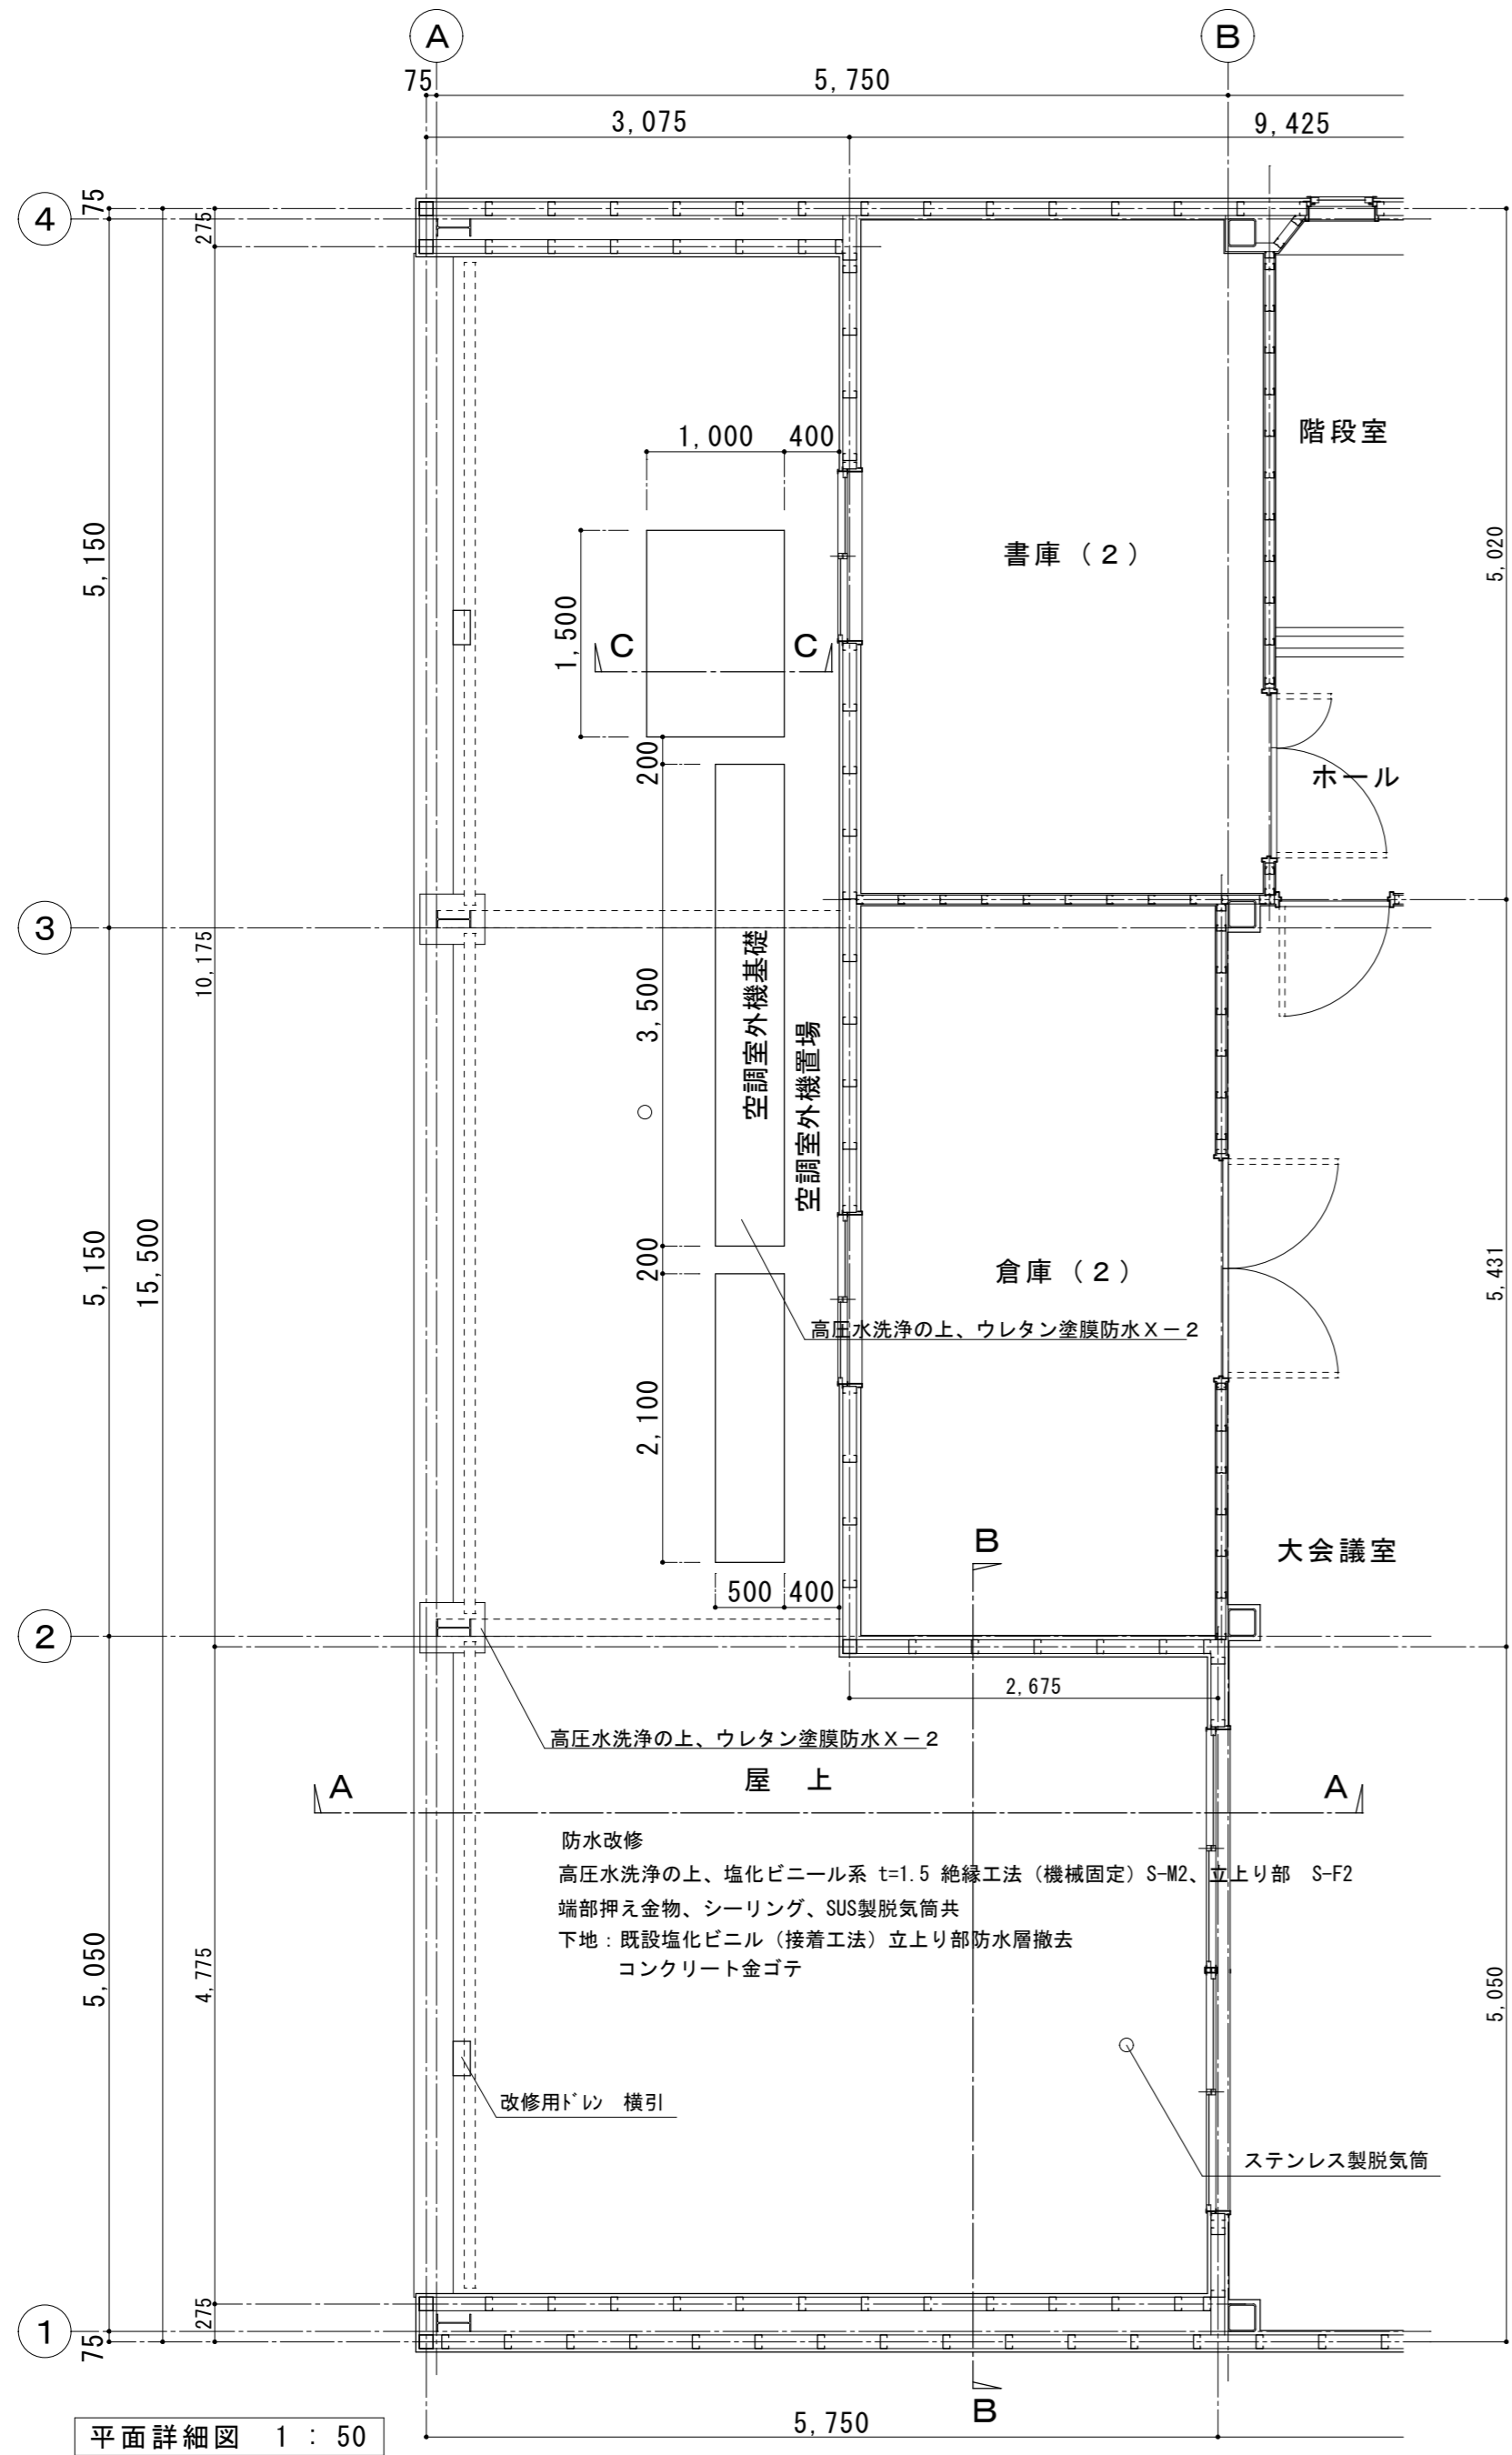 A
B
75
5,750
3,075
9,425
4
75
275
1,000
400
階段室
5,150
1,500
書庫（２）
5,020
C
C
200
ホール
3
10,175
空調室外機基礎
3,500
空調室外機置場
5,150
15,500
200
倉庫（２）
5,431
高圧水洗浄の上、ウレタン塗膜防水Ｘ－２
2,100
B
大会議室
500
400
2
2,675
高圧水洗浄の上、ウレタン塗膜防水Ｘ－２
屋　上
A
A
防水改修
高圧水洗浄の上、塩化ビニール系 t=1.5 絶縁工法（機械固定）S-M2、立上り部　S-F2
端部押え金物、シーリング、SUS製脱気筒共
下地：既設塩化ビニル（接着工法）立上り部防水層撤去
コンクリート金ゴテ
5,050
4,775
5,050
改修用ﾄﾞﾚﾝ　横引
ステンレス製脱気筒
275
1
75
B
5,750
平面詳細図　1 : 50